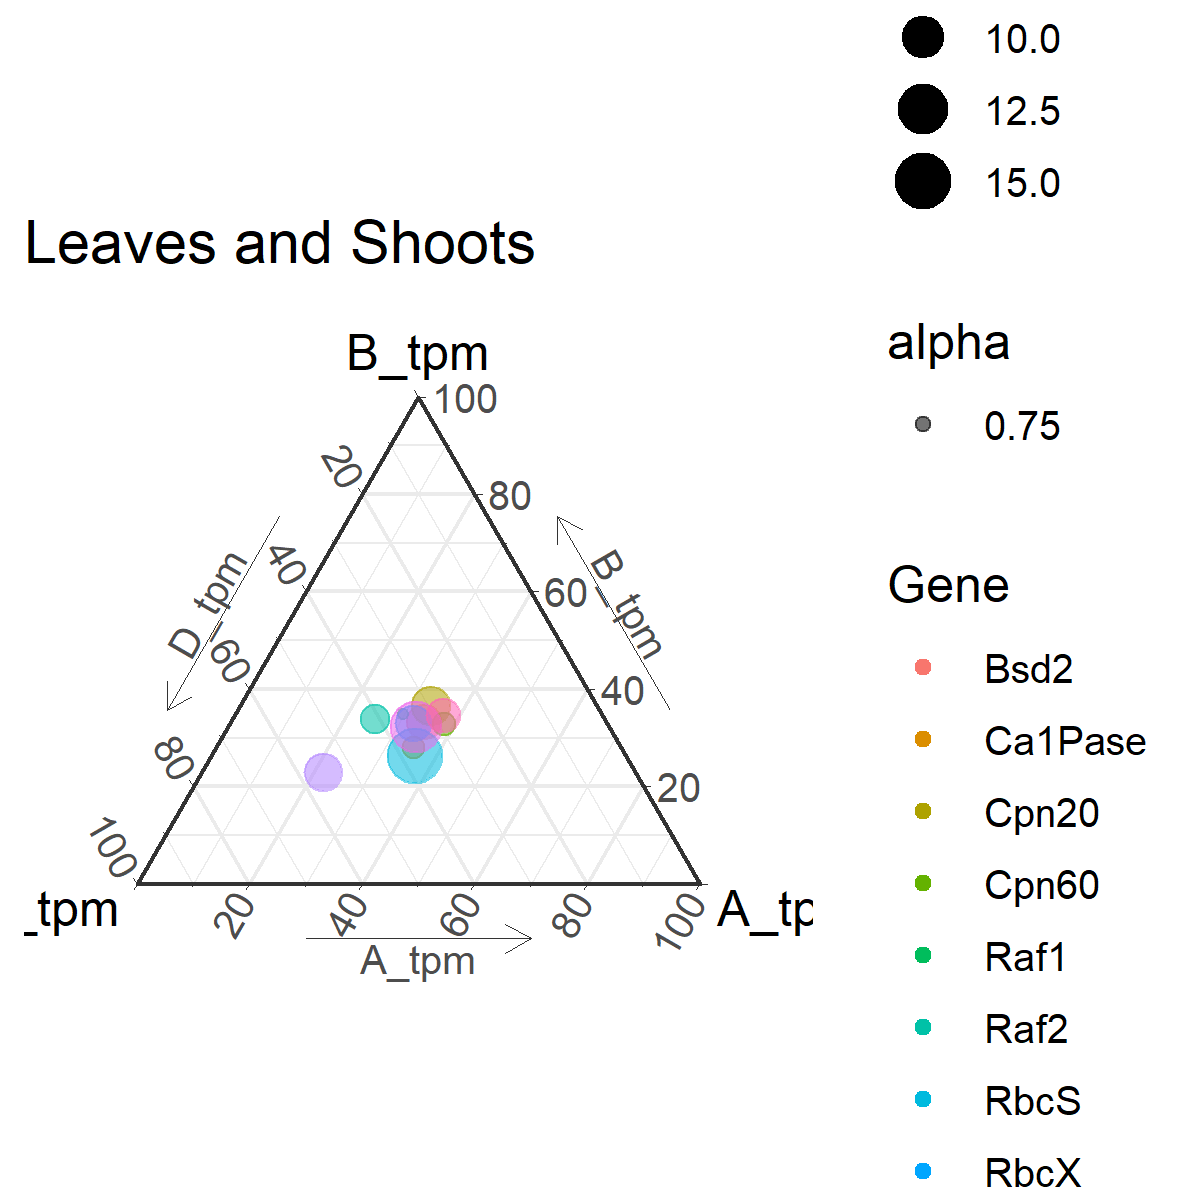 10.0
12.5
15.0
Leaves and Shoots
alpha
0.75
B_tpm
100
80
60
40
20
20
40
60
80
100
D_tpm
B_tpm
_tpm
20
40
60
80
100
A_tp
A_tpm
Gene
Bsd2
Ca1Pase
Cpn20
Cpn60
Raf1
Raf2
RbcS
RbcX